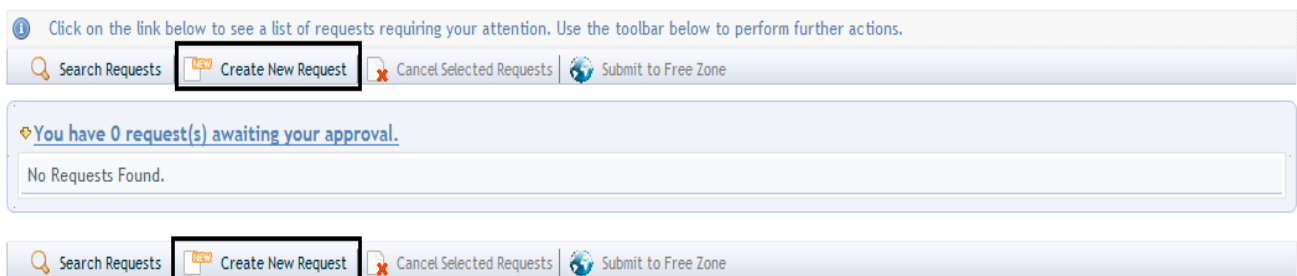 Click on the link below to see a list of requests requiring your attention. Use the toolbar below to perform further actions.
Search Requests NEW Create New Request Cancel Selected Requests Submit to Free Zone
You have 0 request(s) awaiting your approval.
No Requests Found.
Search Requests NEW Create New Request Cancel Selected Requests Submit to Free Zone